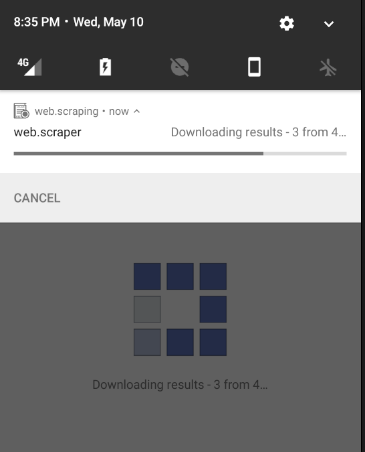 8:35 PM • Wed, May 10
4G
web.scraping • now
web.scraper
Downloading results - 3 from 4...
CANCEL
Downloading results - 3 from 4...